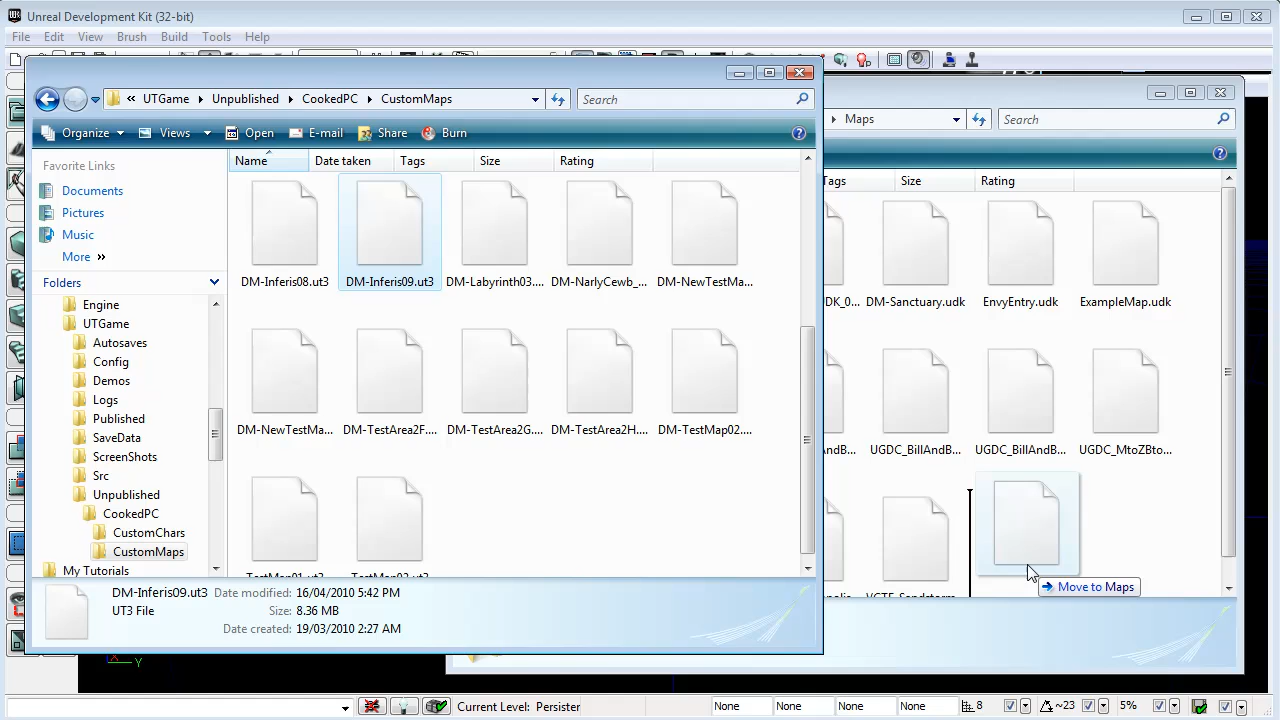 Unreal Development Kit (32-bit)
File Edit View Brush Build Tools Help
UTGame Unpublished CookedPC CustomMaps Search
Maps Search
Organize Views Open E-mail Share Burn
Favorite Links
Documents
Pictures
Music
More
Folders
Engine
UTGame
Autosaves
Config
Demos
Logs
Published
SaveData
ScreenShots
Src
Unpublished
CookedPC
CustomChars
CustomMaps
My Tutorials
Name Date taken Tags Size Rating
DM-Inferis08.ut3 DM-Inferis09.ut3 DM-Labyrinth03.... DM-NarlyCewb_... DM-NewTestMa...
DM-NewTestMa... DM-TestArea2F.... DM-TestArea2G.... DM-TestArea2H.... DM-TestMap02....
TestMap01.ut3 TestMap02.ut3
DM-Inferis09.ut3 Date modified: 16/04/2010 5:42 PM
UT3 File Size: 8.36 MB
Date created: 19/03/2010 2:27 AM
Tags Size Rating
DM-Sanctuary.udk EnvyEntry.udk ExampleMap.udk
UGDC_BillAndB... UGDC_BillAndB... UGDC_MtoZBto...
VCTF-Sandstorm
Move to Maps
Y
Current Level: Persister None None None None 8 ~23 5%